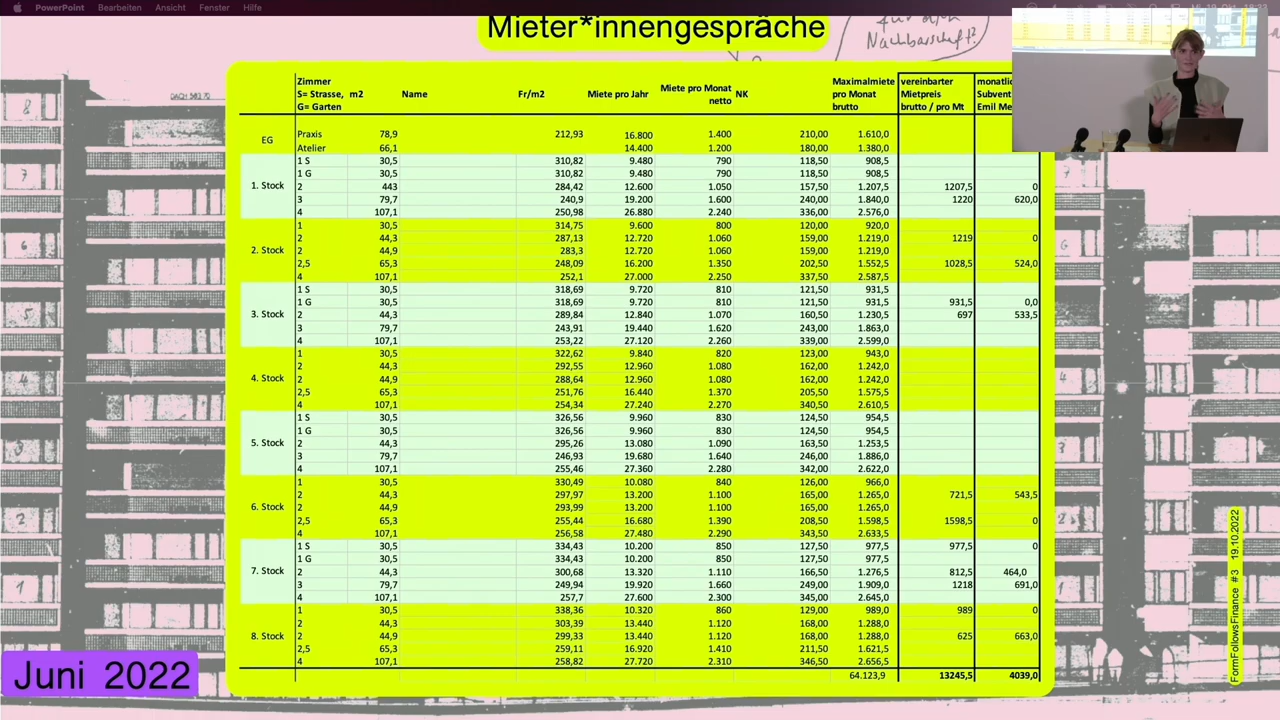 PowerPoint Bearbeiten Ansicht Fenster Hilfe
Mieter*innengespräche
Nachbarschaft?
Zimmer
S= Strasse, m2 Name Fr/m2 Miete pro Jahr Miete pro Monat netto NK Maximalmiete pro Monat brutto vereinbarter Mietpreis brutto / pro Mt
G= Garten
EG
Praxis 78,9 212,93 16.800 1.400 210,00 1.610,0
Atelier 66,1 14.400 1.200 180,00 1.380,0
1. Stock
1 S 30,5 310,82 9.480 790 118,50 908,5
1 G 30,5 310,82 9.480 790 118,50 908,5
2 443 284,42 12.600 1.050 157,50 1.207,5 1207,5 0
3 79,7 240,9 19.200 1.600 240,00 1.840,0 1220 620,0
4 107,1 250,98 26.880 2.240 336,00 2.576,0
2. Stock
1 30,5 314,75 9.600 800 120,00 920,0
2 44,3 287,13 12.720 1.060 159,00 1.219,0 1219 0
2 44,9 283,3 12.720 1.060 159,00 1.219,0
2,5 65,3 248,09 16.200 1.350 202,50 1.552,5 1028,5 524,0
4 107,1 252,1 27.000 2.250 337,50 2.587,5
3. Stock
1 S 30,5 318,69 9.720 810 121,50 931,5
1 G 30,5 318,69 9.720 810 121,50 931,5 931,5 0,0
2 44,3 289,84 12.840 1.070 160,50 1.230,5 697 533,5
3 79,7 243,91 19.440 1.620 243,00 1.863,0
4 107,1 253,22 27.120 2.260 339,00 2.599,0
4. Stock
1 30,5 322,62 9.840 820 123,00 943,0
2 44,3 292,55 12.960 1.080 162,00 1.242,0
2 44,9 288,64 12.960 1.080 162,00 1.242,0
2,5 65,3 251,76 16.440 1.370 205,50 1.575,5
4 107,1 254,34 27.240 2.270 340,50 2.610,5
5. Stock
1 S 30,5 326,56 9.960 830 124,50 954,5
1 G 30,5 326,56 9.960 830 124,50 954,5
2 44,3 295,26 13.080 1.090 163,50 1.253,5
3 79,7 246,93 19.680 1.640 246,00 1.886,0
4 107,1 255,46 27.360 2.280 342,00 2.622,0
6. Stock
1 30,5 330,49 10.080 840 126,00 966,0
2 44,3 297,97 13.200 1.100 165,00 1.265,0 721,5 543,5
2 44,9 293,99 13.200 1.100 165,00 1.265,0
2,5 65,3 255,44 16.680 1.390 208,50 1.598,5 1598,5 0
4 107,1 256,58 27.480 2.290 343,50 2.633,5
7. Stock
1 S 30,5 334,43 10.200 850 127,50 977,5 977,5 0
1 G 30,5 334,43 10.200 850 127,50 977,5
2 44,3 300,68 13.320 1.110 166,50 1.276,5 812,5 464,0
3 79,7 249,94 19.920 1.660 249,00 1.909,0 1218 691,0
4 107,1 257,7 27.600 2.300 345,00 2.645,0
8. Stock
1 30,5 338,36 10.320 860 129,00 989,0 989 0
2 44,3 303,39 13.440 1.120 168,00 1.288,0
2 44,9 299,33 13.440 1.120 168,00 1.288,0 625 663,0
2,5 65,3 259,11 16.920 1.410 211,50 1.621,5
4 107,1 258,82 27.720 2.310 346,50 2.656,5
64.123,9 13245,5 4039,0
Juni 2022
FormFollowsFinance #3 19.10.2022